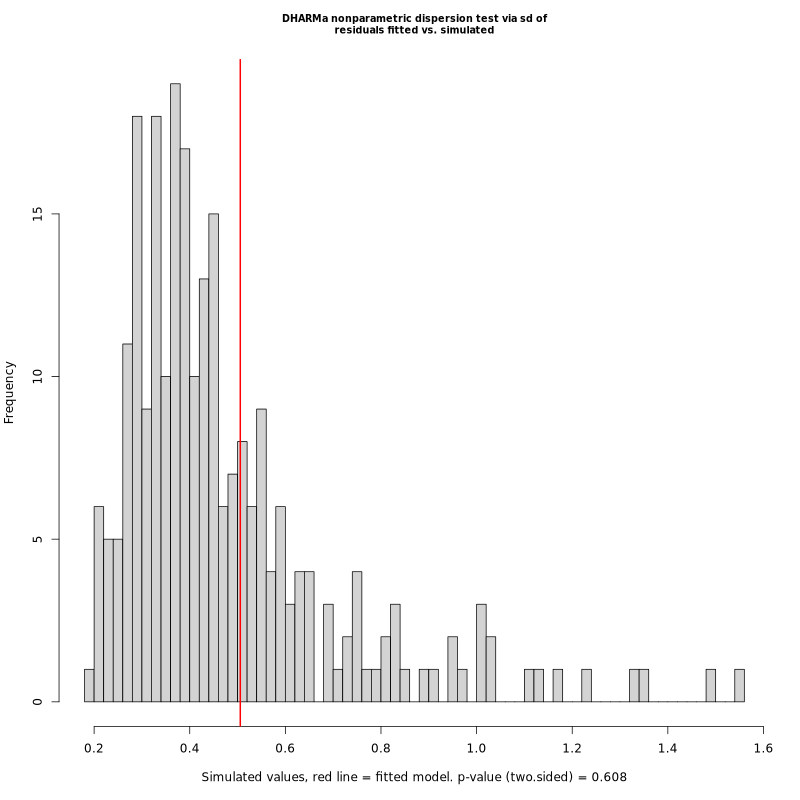 DHARMa nonparametric dispersion test via sd of
residuals fitted vs. simulated
Frequency
15
10
5
0
0.2 0.4 0.6 0.8 1.0 1.2 1.4 1.6
Simulated values, red line = fitted model. p-value (two.sided) = 0.608